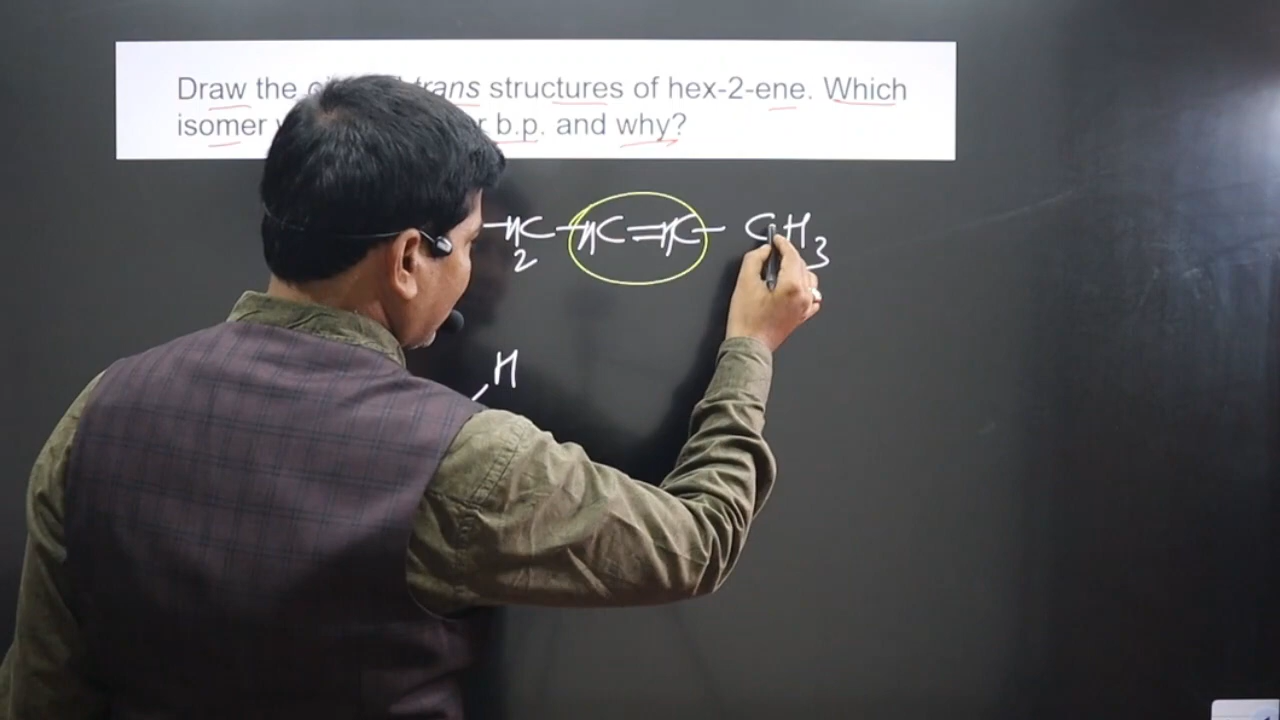 Draw the trans structures of hex-2-ene. Which
isomer b.p. and why?
C - C = C - CH3
2
H